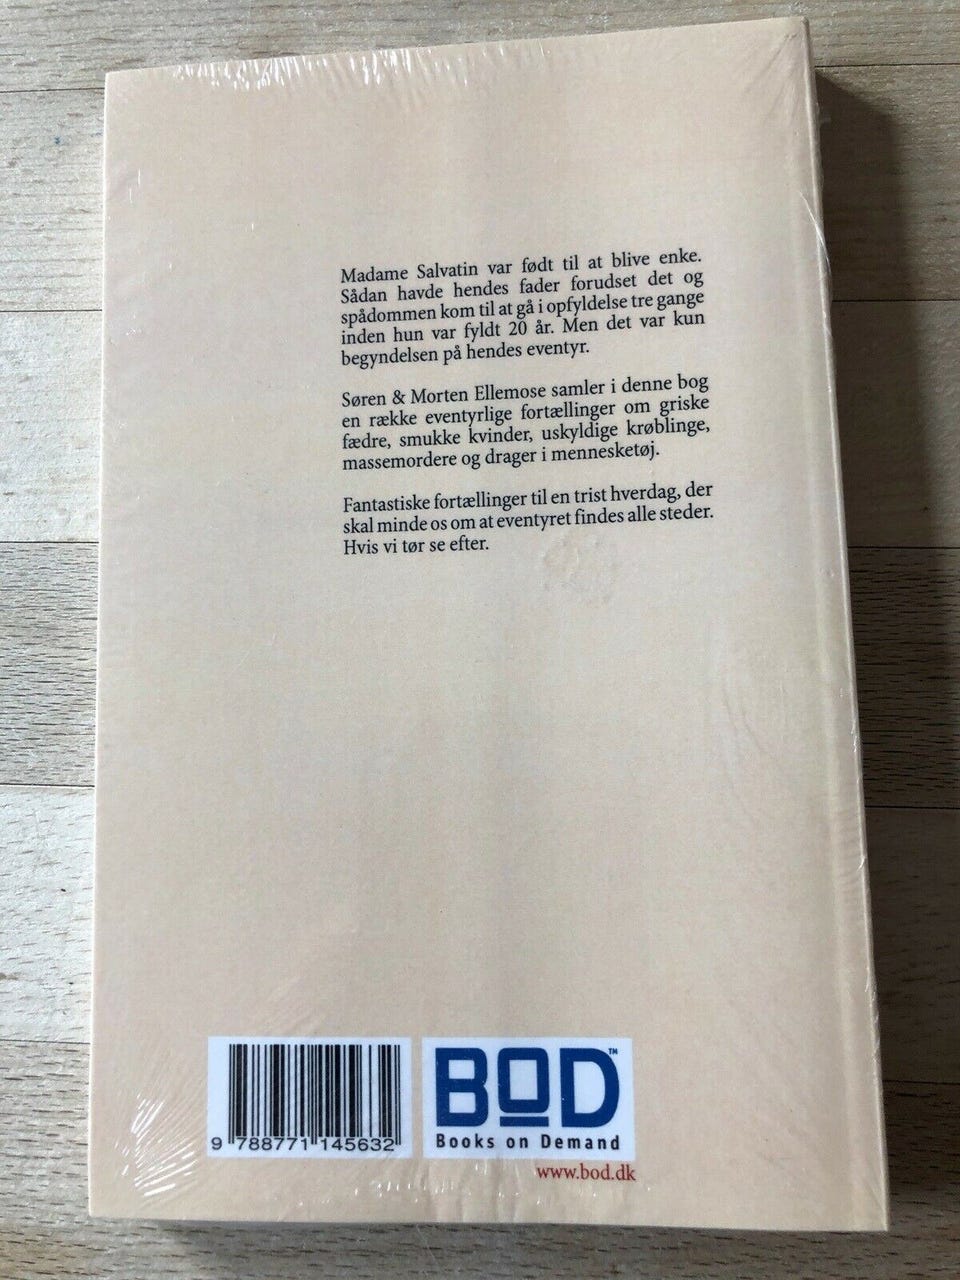 Madame Salvatin var født til at blive enke.
Sådan havde hendes fader forudset det og
spådommen kom til at gå i opfyldelse tre gange
inden hun var fyldt 20 år. Men det var kun
begyndelsen på hendes eventyr.
Søren & Morten Ellemose samler i denne bog
en række eventyrlige fortællinger om griske
fædre, smukke kvinder, uskyldige krøblinge,
massemordere og drager i mennesketøj.
Fantastiske fortællinger til en trist hverdag, der
skal minde os om at eventyret findes alle steder.
Hvis vi tør se efter.
9 788771 145632
BOD™
Books on Demand
www.bod.dk